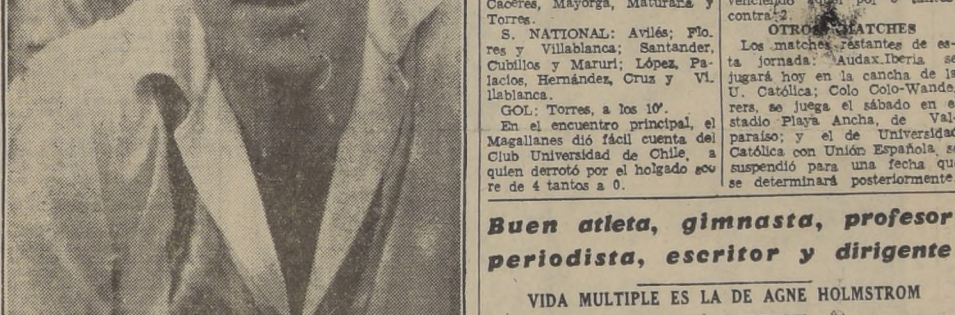 Cáceres, Mayorga, Maturana y
Torres.
S. NATIONAL: Avilés; Flo.
res y Villablanca; Santander,
Cubillos y Maruri; López, Pa-
lacios, Hernández, Cruz y Vi.
llablanca.
GOL: Torres, a los 10'.
En el encuentro principal, el
Magallanes dió fácil cuenta del
Club Universidad de Chile, a
quien derrotó por el holgado sco
re de 4 tantos a 0.
contra 2.
OTROS MATCHES
Los matches restantes de es-
ta jornada: Audax.Iberia se
jugará hoy en la cancha de la
U. Católica; Colo Colo-Wande.
rers, se juega el sábado en e
stadio Playa Ancha, de Val-
paraíso; y el de Universidad
Católica con Unión Española, se
suspendió para una fecha que
se determinará posteriormente.
Buen atleta, gimnasta, profesor
periodista, escritor y dirigente
VIDA MULTIPLE ES LA DE AGNE HOLMSTROM